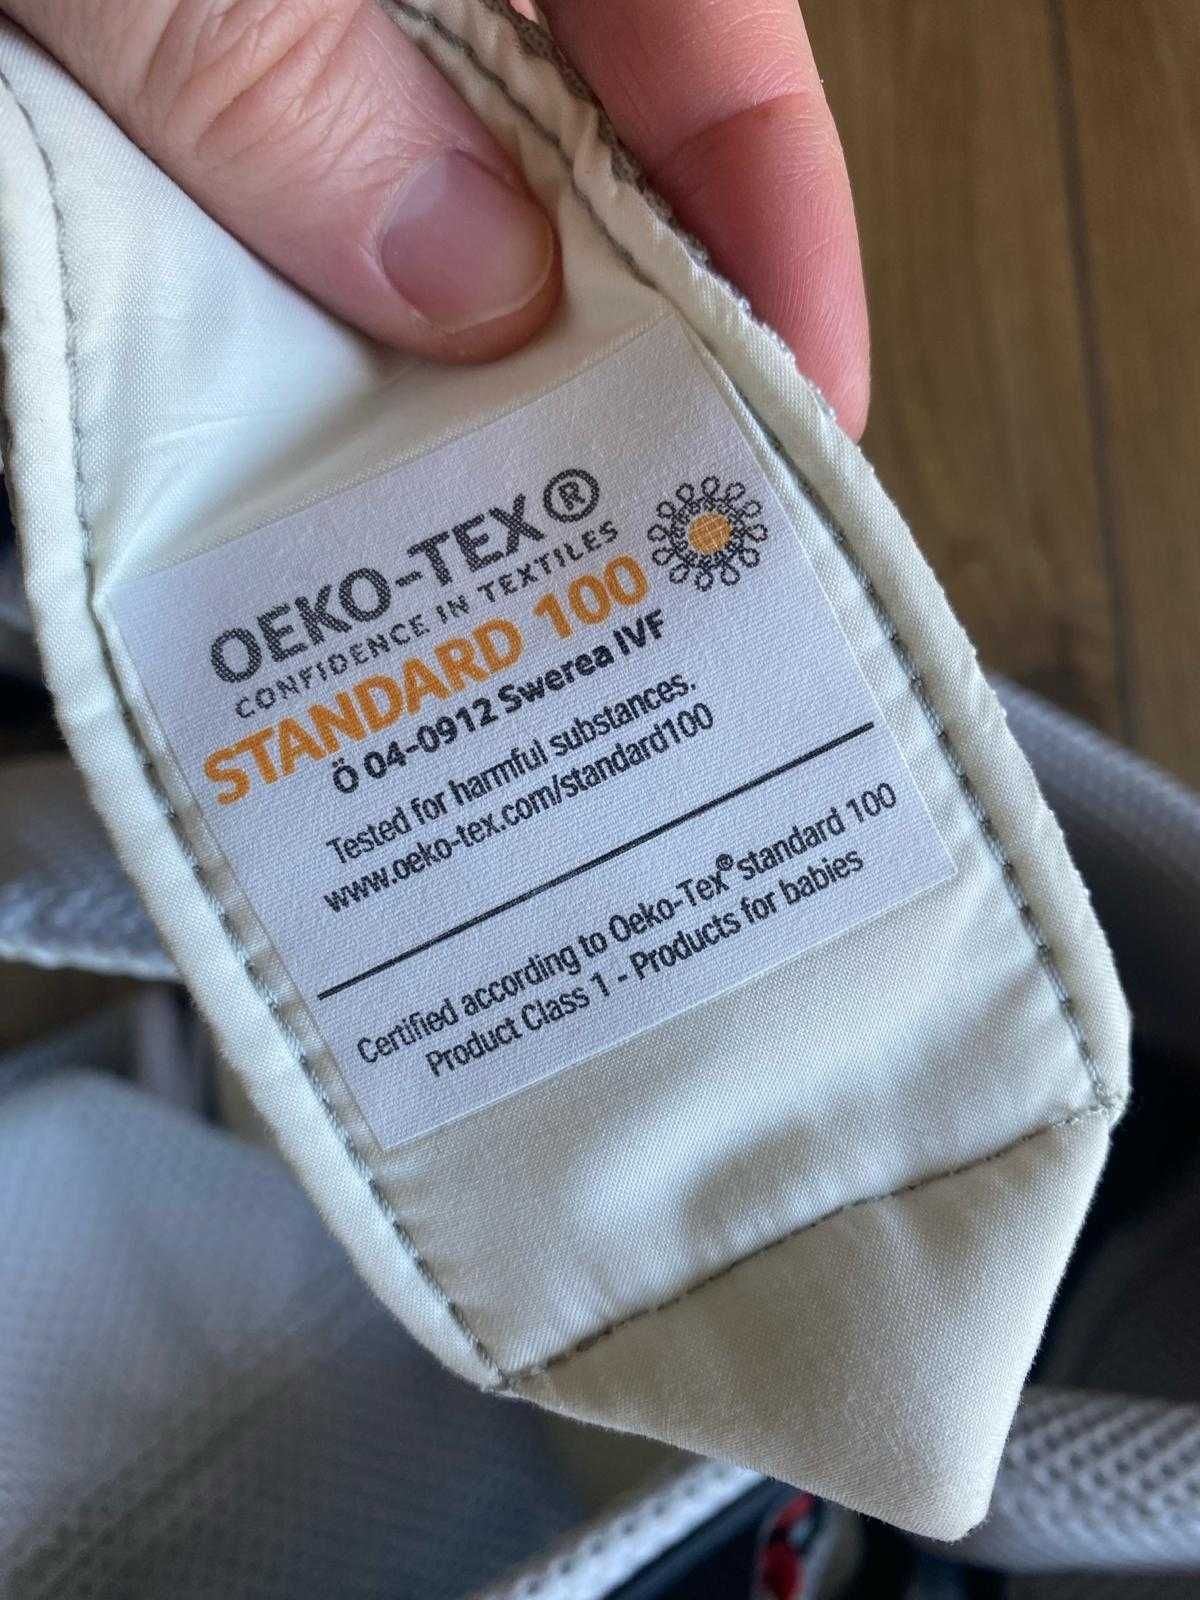 OEKO-TEX®
CONFIDENCE IN TEXTILES
STANDARD 100
Ö 04-0912 Swerea IVF
Tested for harmful substances.
www.oeko-tex.com/standard100
Certified according to Oeko-Tex® standard 100
Product Class 1 - Products for babies